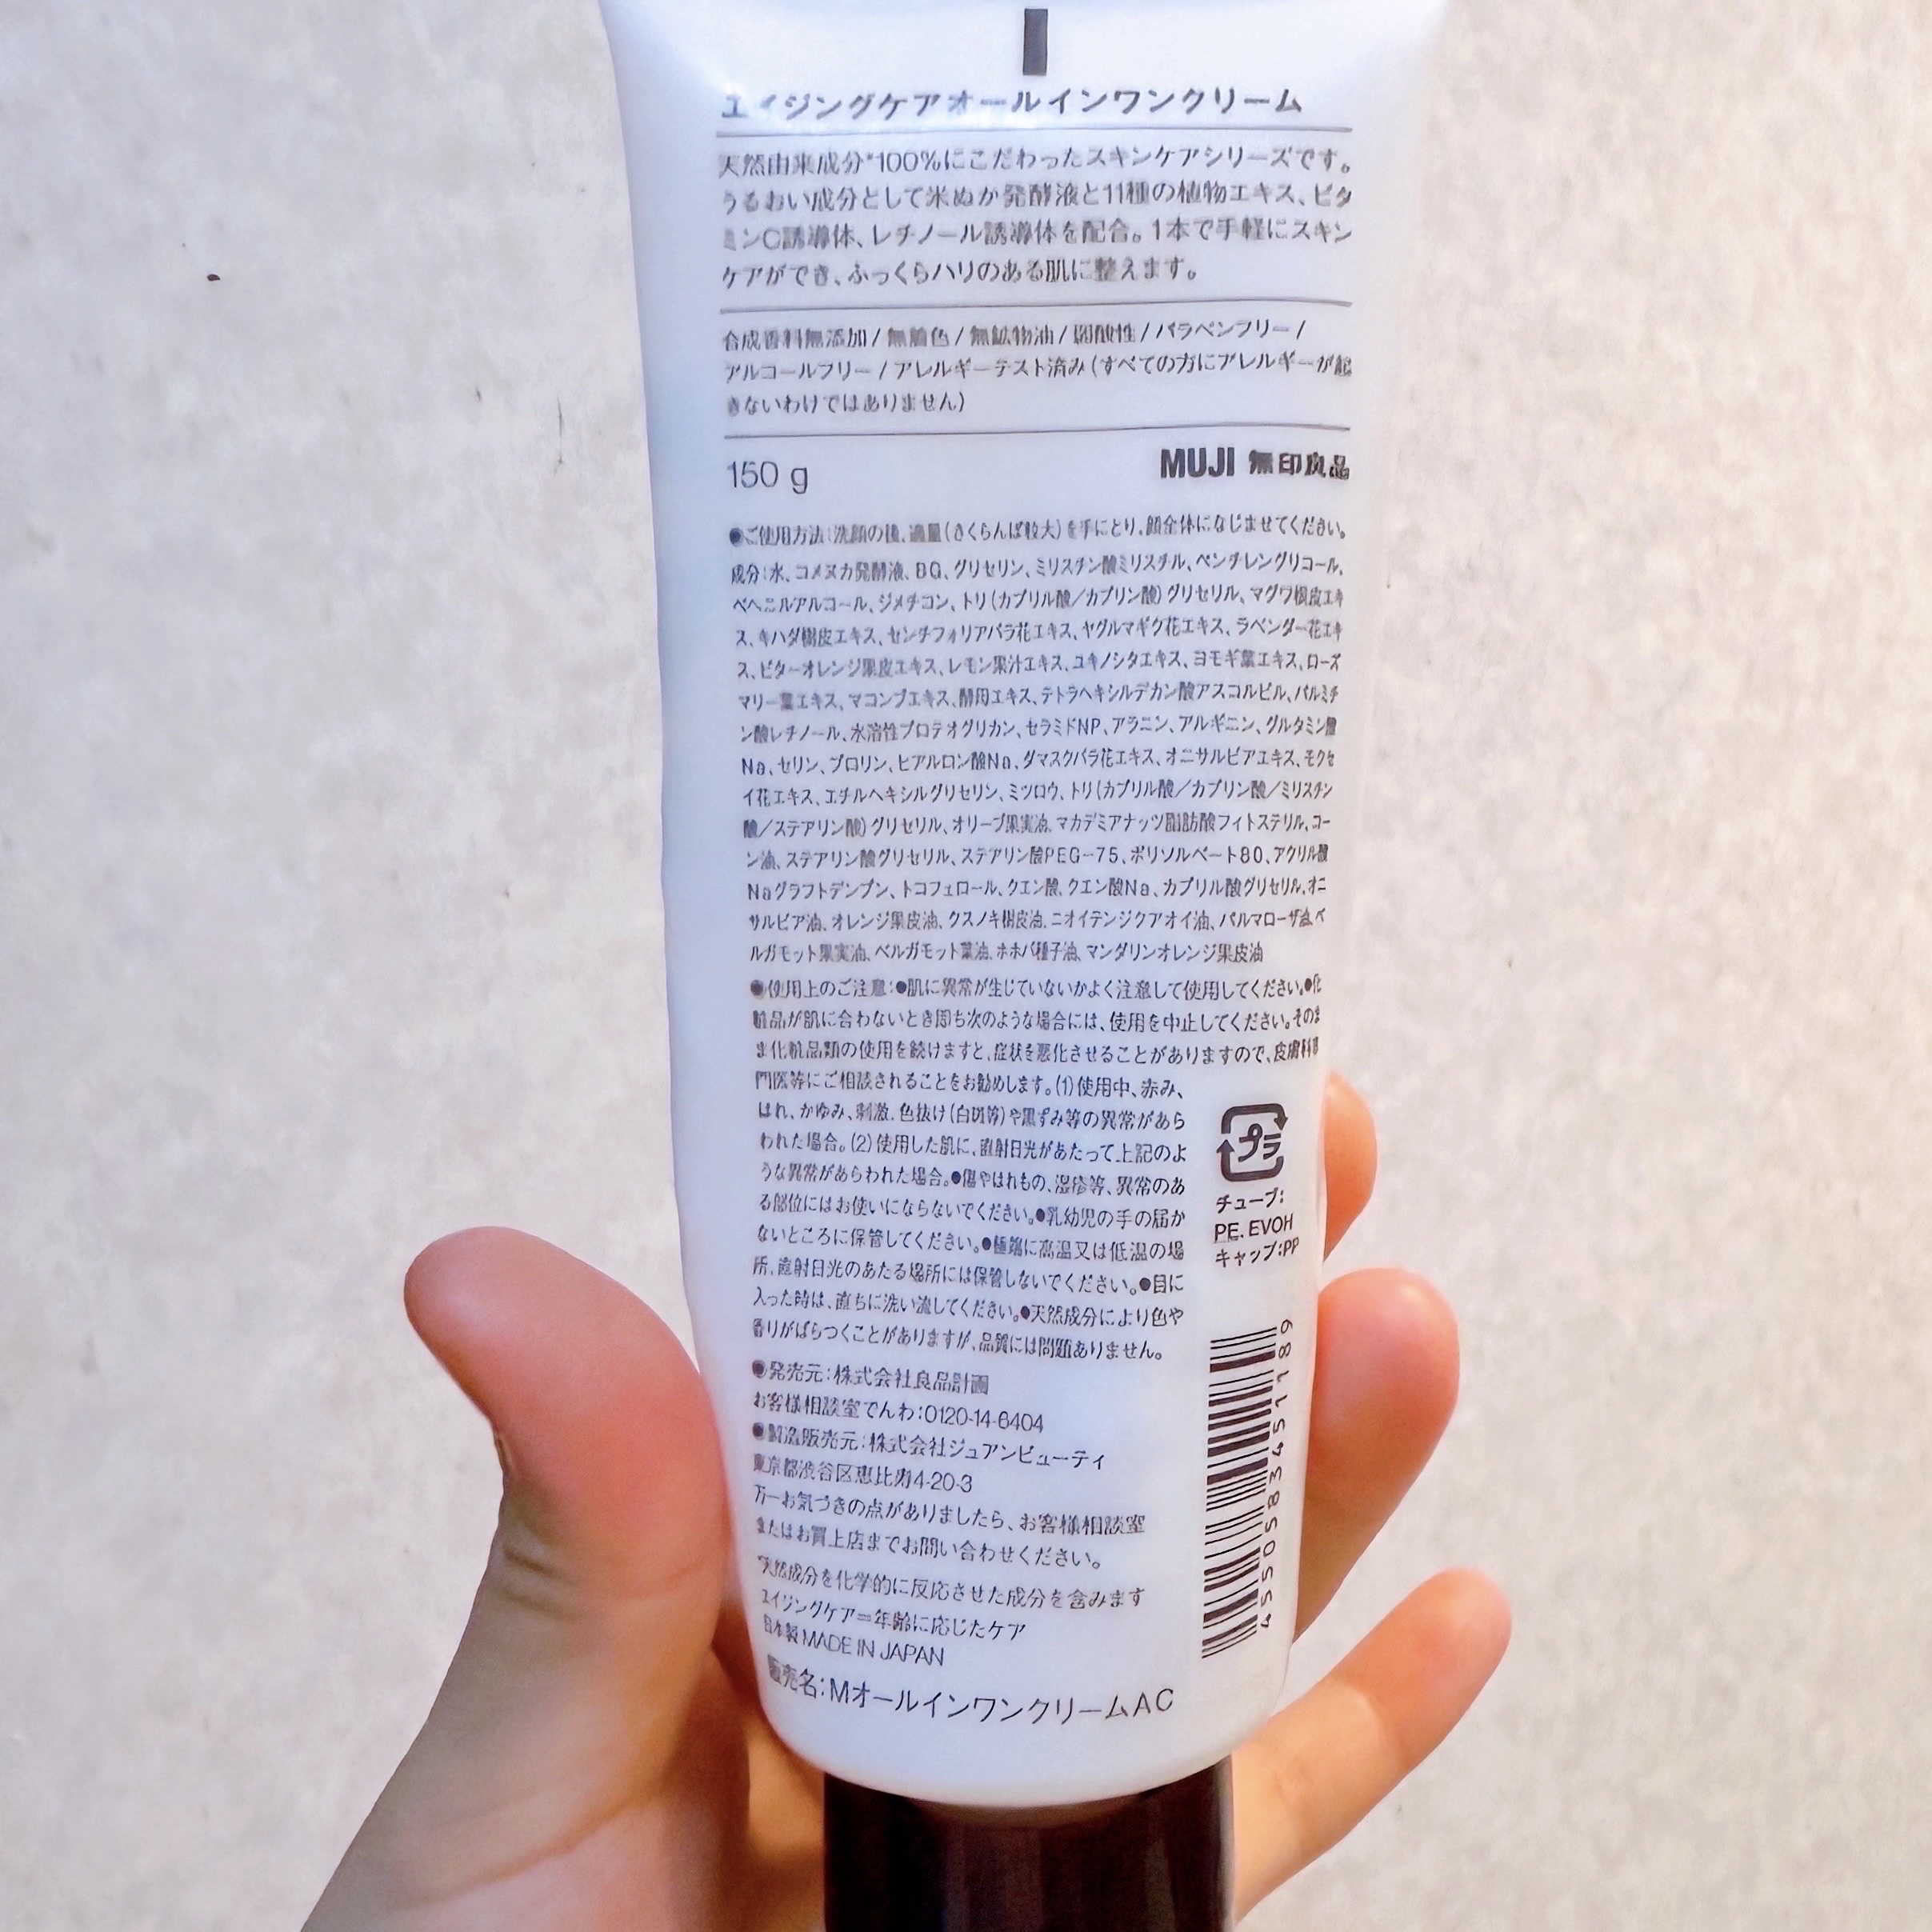 エイジングケアオールインワンクリーム
天然由来成分*100%にこだわったスキンケアシリーズです。
うるおい成分として米ぬか発酵液と11種の植物エキス、ビタ
ミンC誘導体、レチノール誘導体を配合。1本で手軽にスキン
ケアができ、ふっくらハリのある肌に整えます。
合成香料無添加/無着色/無鉱物油/弱酸性/パラベンフリー/
アルコールフリー/アレルギーテスト済み(すべての方にアレルギーが起
きないわけではありません)
150 g
MUJI 無印良品
●ご使用方法:洗顔の後、適量(さくらんぼ粒大)を手にとり、顔全体になじませてください。
成分:水、コメヌカ発酵液、BG、グリセリン、ミリスチン酸ミリスチル、ペンチレングリコール、
ベヘニルアルコール、ジメチコン、トリ(カプリル酸/カプリン酸)グリセリル、マグワ根皮エキ
ス、キハダ樹皮エキス、センチフォリアバラ花エキス、ヤグルマギク花エキス、ラベンダー花エキ
ス、ビターオレンジ果皮エキス、レモン果汁エキス、ユキノシタエキス、ヨモギ葉エキス、ローズ
マリー葉エキス、マコンブエキス、酵母エキス、テトラヘキシルデカン酸アスコルビル、パルミチ
ン酸レチノール、水溶性プロテオグリカン、セラミドNP、アラニン、アルギニン、グルタミン酸
Na、セリン、プロリン、ヒアルロン酸Na、ダマスクバラ花エキス、オニサルビアエキス、モクセ
イ花エキス、エチルヘキシルグリセリン、ミツロウ、トリ(カプリル酸/カプリン酸/ミリスチン
酸/ステアリン酸)グリセリル、オリーブ果実油、マカデミアナッツ脂肪酸フィトステリル、コー
ン油、ステアリン酸グリセリル、ステアリン酸PEG-75、ポリソルベート80、アクリル酸
Naグラフトデンプン、トコフェロール、クエン酸、クエン酸Na、カプリル酸グリセリル、オニ
サルビア油、オレンジ果皮油、クスノキ樹皮油、ニオイテンジクアオイ油、パルマローザ油、ベ
ルガモット果実油、ベルガモット葉油、ホホバ種子油、マンダリンオレンジ果皮油
●使用上のご注意:●肌に異常が生じていないかよく注意して使用してください。●化
粧品が肌に合わないとき即ち次のような場合には、使用を中止してください。そのま
ま化粧品類の使用を続けますと、症状を悪化させることがありますので、皮膚科専
門医等にご相談されることをお勧めします。(1)使用中、赤み、
はれ、かゆみ、刺激、色抜け(白斑等)や黒ずみ等の異常があら
われた場合。(2)使用した肌に、直射日光があたって上記のよ
うな異常があらわれた場合。●傷やはれもの、湿疹等、異常のあ
る部位にはお使いにならないでください。●乳幼児の手の届か
ないところに保管してください。●極端に高温又は低温の場
所、直射日光のあたる場所には保管しないでください。●目に
入った時は、直ちに洗い流してください。●天然成分により色や
香りがばらつくことがありますが、品質には問題ありません。
プラ
チューブ:
PE、EVOH
キャップ:PP
●発売元:株式会社良品計画
お客様相談室でんわ:0120-14-6404
●製造販売元:株式会社ジュアンビューティ
東京都渋谷区恵比寿4-20-3
万一お気づきの点がありましたら、お客様相談室
またはお買上店までお問い合わせください。
*天然成分を化学的に反応させた成分を含みます
エイジングケア=年齢に応じたケア
日本製 MADE IN JAPAN
販売名:MオールインワンクリームAC
4550583451189